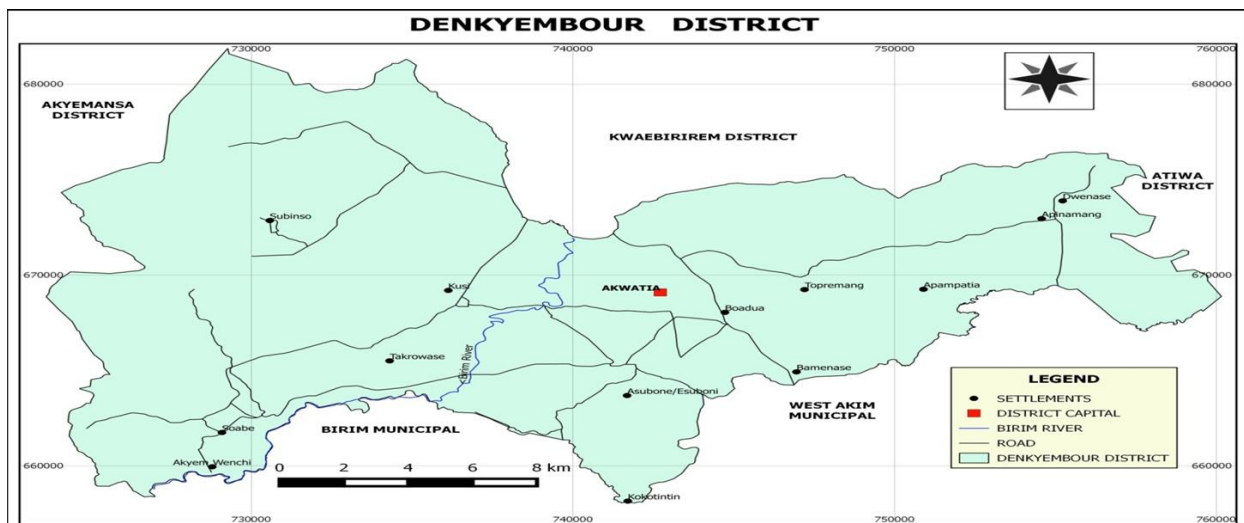 DENKYEMBOUR DISTRICT
730000 740000 750000 760000
680000 680000
AKYEMANSA
DISTRICT
KWAEBIRIREM DISTRICT
ATIWA
DISTRICT
Dwenase
Apinamang
Subinso
670000 670000
Kusi
AKWATIA
Topremang
Apampatia
Boadua
Takrowase
Birim River
Bamenase
Asubone/Esuboni
WEST AKIM
MUNICIPAL
BIRIM MUNICIPAL
Soabe
Akyem Wenchi
660000 660000
0 2 4 6 8 km
Kokotintin
LEGEND
SETTLEMENTS
DISTRICT CAPITAL
BIRIM RIVER
ROAD
DENKYEMBOUR DISTRICT
730000 740000 750000 760000